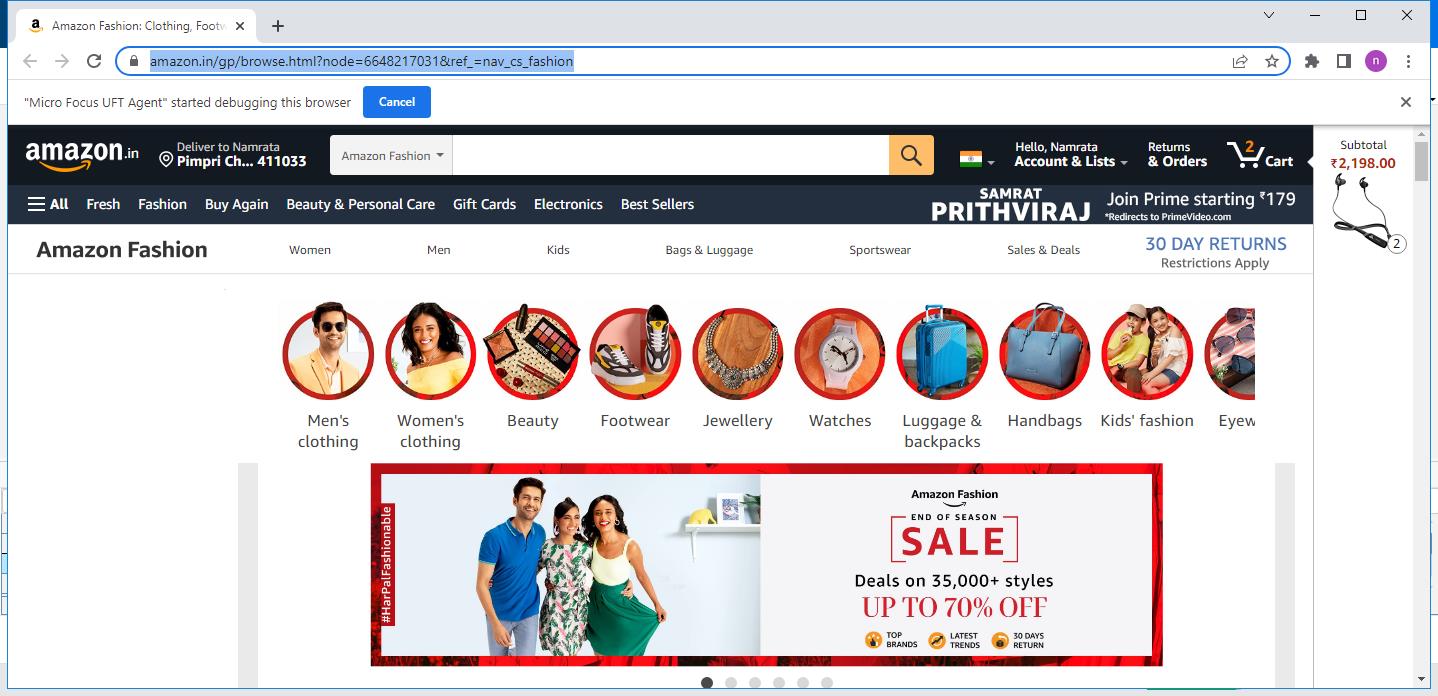 Amazon Fashion: Clothing, Footw
amazon.in/gp/browse.html?node=6648217031&ref_=nav_cs_fashion
n
"Micro Focus UFT Agent" started debugging this browser
Cancel
amazon.in
Deliver to Namrata
Pimpri Ch... 411033
Amazon Fashion
Hello, Namrata
Account & Lists
Returns
& Orders
2
Cart
Subtotal
₹2,198.00
2
All
Fresh
Fashion
Buy Again
Beauty & Personal Care
Gift Cards
Electronics
Best Sellers
SAMRAT
PRITHVIRAJ
Join Prime starting ₹179
*Redirects to PrimeVideo.com
Amazon Fashion
Women
Men
Kids
Bags & Luggage
Sportswear
Sales & Deals
30 DAY RETURNS
Restrictions Apply
Men's
clothing
Women's
clothing
Beauty
Footwear
Jewellery
Watches
Luggage &
backpacks
Handbags
Kids' fashion
Eyew
#HarPalFashionable
Amazon Fashion
END OF SEASON
SALE
Deals on 35,000+ styles
UP TO 70% OFF
TOP
BRANDS
LATEST
TRENDS
30 DAYS
RETURN